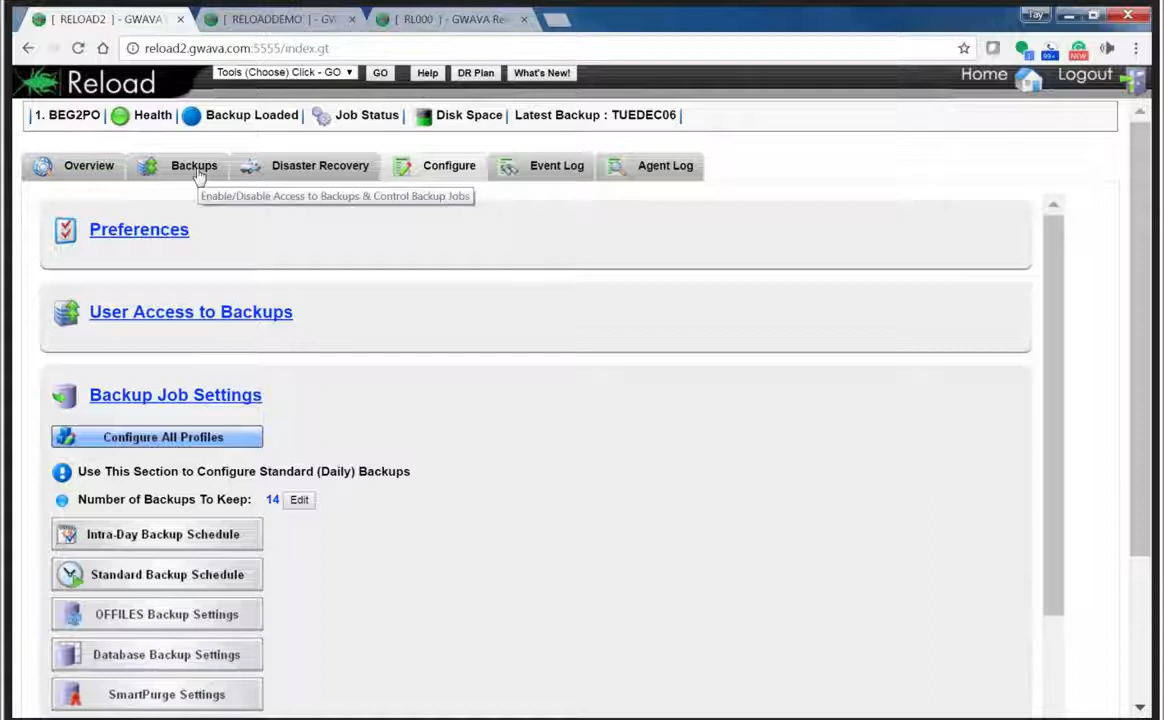 [ RELOAD2 ] - GWAVA
[ RELOADDEMO ] - GV
[ RL000 ] - GWAVA Re
Tay
reload2.gwava.com:5555/index.gt
99+
NEW
Reload
Tools (Choose) Click - GO
GO
Help
DR Plan
What's New!
Home
Logout
| 1. BEG2PO | Health | Backup Loaded | Job Status | Disk Space | Latest Backup : TUEDEC06 |
Overview
Backups
Disaster Recovery
Configure
Event Log
Agent Log
Enable/Disable Access to Backups & Control Backup Jobs
Preferences
User Access to Backups
Backup Job Settings
Configure All Profiles
Use This Section to Configure Standard (Daily) Backups
Number of Backups To Keep: 14 Edit
Intra-Day Backup Schedule
Standard Backup Schedule
OFFILES Backup Settings
Database Backup Settings
SmartPurge Settings